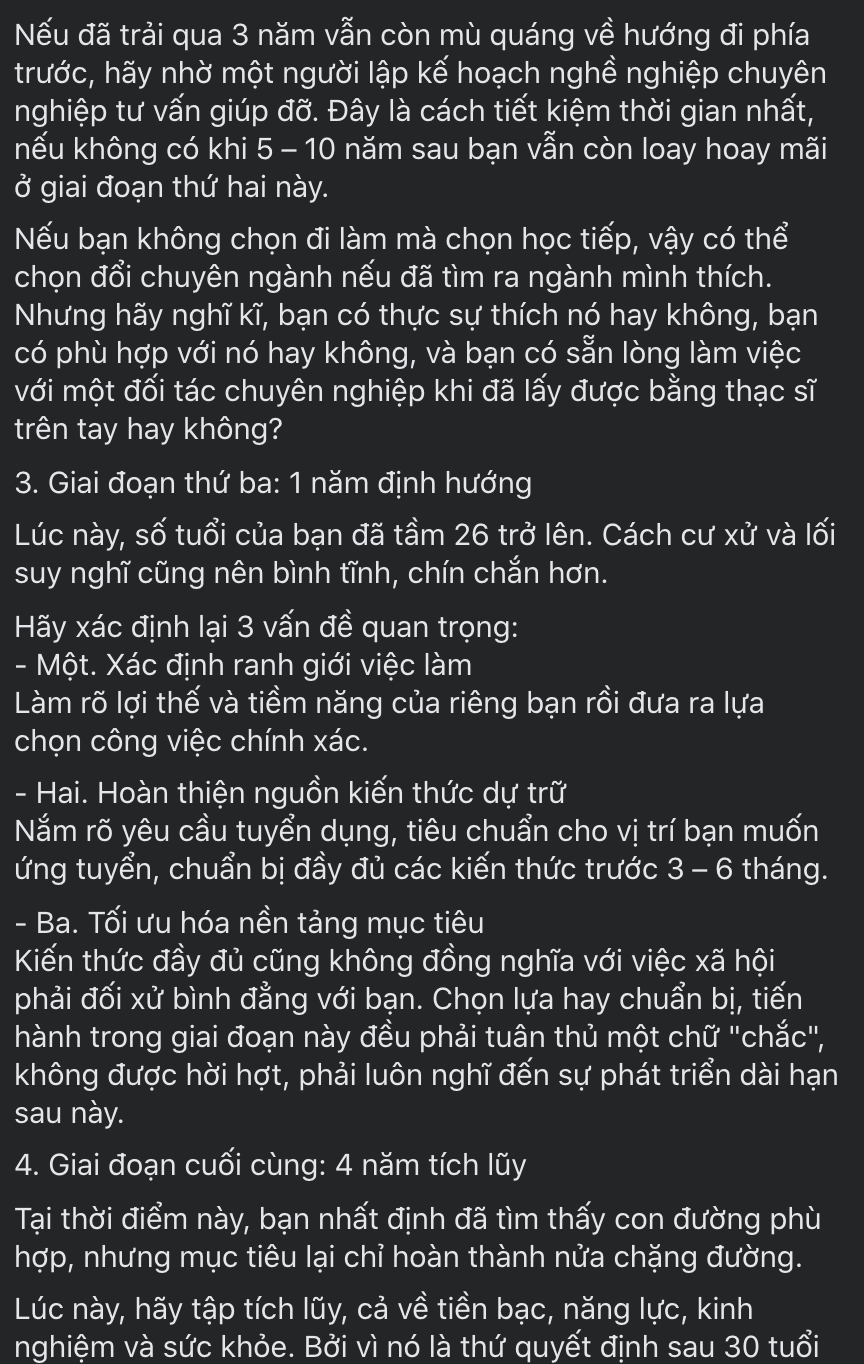 Nếu đã trải qua 3 năm vẫn còn mù quáng về hướng đi phía
trước, hãy nhờ một người lập kế hoạch nghề nghiệp chuyên
nghiệp tư vấn giúp đỡ. Đây là cách tiết kiệm thời gian nhất,
nếu không có khi 5 – 10 năm sau bạn vẫn còn loay hoay mãi
ở giai đoạn thứ hai này.
Nếu bạn không chọn đi làm mà chọn học tiếp, vậy có thể
chọn đổi chuyên ngành nếu đã tìm ra ngành mình thích.
Nhưng hãy nghĩ kĩ, bạn có thực sự thích nó hay không, bạn
có phù hợp với nó hay không, và bạn có sẵn lòng làm việc
với một đối tác chuyên nghiệp khi đã lấy được bằng thạc sĩ
trên tay hay không?
3. Giai đoạn thứ ba: 1 năm định hướng
Lúc này, số tuổi của bạn đã tầm 26 trở lên. Cách cư xử và lối
suy nghĩ cũng nên bình tĩnh, chín chắn hơn.
Hãy xác định lại 3 vấn đề quan trọng:
- Một. Xác định ranh giới việc làm
Làm rõ lợi thế và tiềm năng của riêng bạn rồi đưa ra lựa
chọn công việc chính xác.
- Hai. Hoàn thiện nguồn kiến thức dự trữ
Nắm rõ yêu cầu tuyển dụng, tiêu chuẩn cho vị trí bạn muốn
ứng tuyển, chuẩn bị đầy đủ các kiến thức trước 3 – 6 tháng.
- Ba. Tối ưu hóa nền tảng mục tiêu
Kiến thức đầy đủ cũng không đồng nghĩa với việc xã hội
phải đối xử bình đẳng với bạn. Chọn lựa hay chuẩn bị, tiến
hành trong giai đoạn này đều phải tuân thủ một chữ "chắc",
không được hời hợt, phải luôn nghĩ đến sự phát triển dài hạn
sau này.
4. Giai đoạn cuối cùng: 4 năm tích lũy
Tại thời điểm này, bạn nhất định đã tìm thấy con đường phù
hợp, nhưng mục tiêu lại chỉ hoàn thành nửa chặng đường.
Lúc này, hãy tập tích lũy, cả về tiền bạc, năng lực, kinh
nghiệm và sức khỏe. Bởi vì nó là thứ quyết định sau 30 tuổi